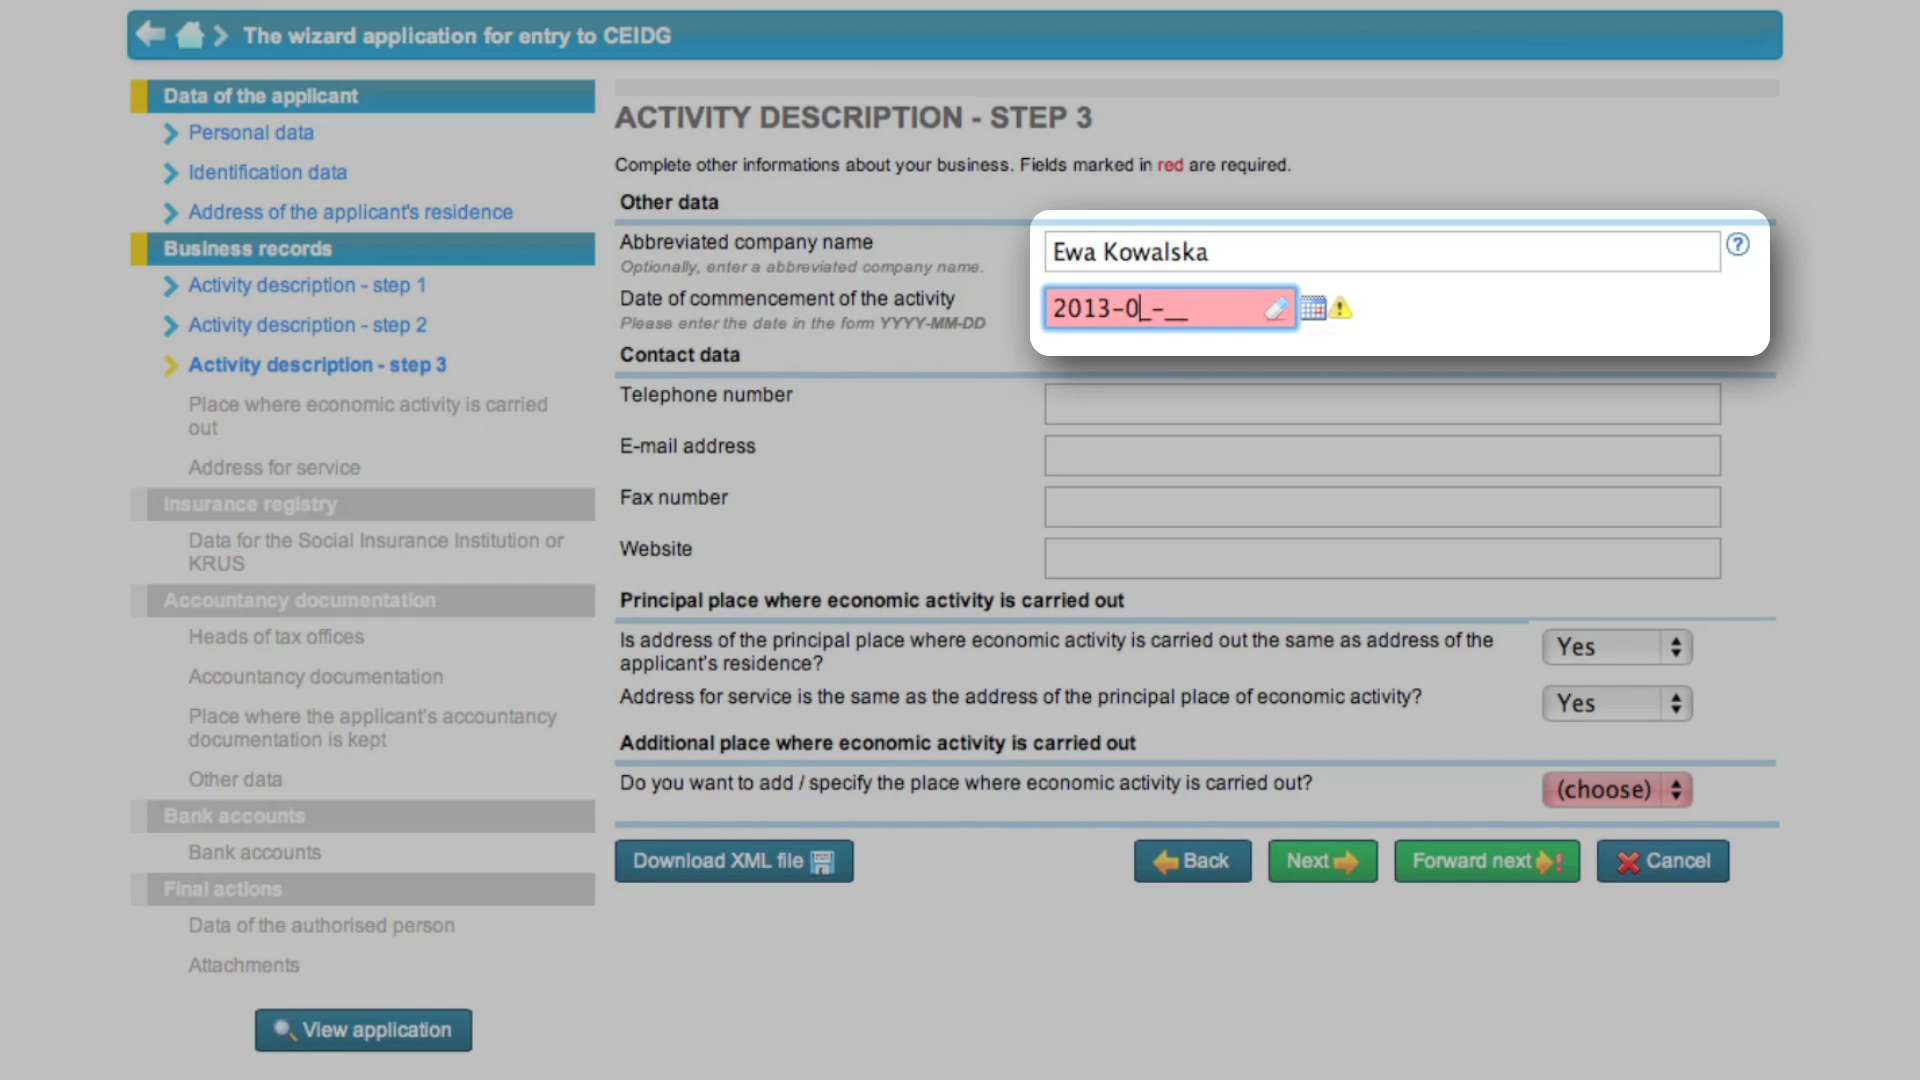 The wizard application for entry to CEIDG
Data of the applicant
Personal data
Identification data
Address of the applicant's residence
Business records
Activity description - step 1
Activity description - step 2
Activity description - step 3
Place where economic activity is carried
out
Address for service
Insurance registry
Data for the Social Insurance Institution or
KRUS
Accountancy documentation
Heads of tax offices
Accountancy documentation
Place where the applicant's accountancy
documentation is kept
Other data
Bank accounts
Bank accounts
Final actions
Data of the authorised person
Attachments
View application
ACTIVITY DESCRIPTION - STEP 3
Complete other informations about your business. Fields marked in red are required.
Other data
Abbreviated company name
Optionally, enter a abbreviated company name.
Ewa Kowalska
Date of commencement of the activity
Please enter the date in the form YYYY-MM-DD
2013-0_-__
Contact data
Telephone number
E-mail address
Fax number
Website
Principal place where economic activity is carried out
Is address of the principal place where economic activity is carried out the same as address of the
applicant's residence?
Yes
Address for service is the same as the address of the principal place of economic activity?
Yes
Additional place where economic activity is carried out
Do you want to add / specify the place where economic activity is carried out?
(choose)
Download XML file
Back
Next
Forward next
Cancel